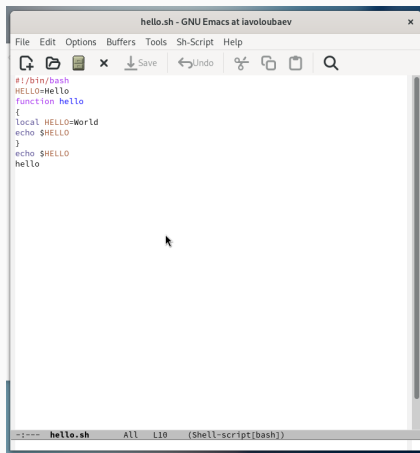 hello.sh - GNU Emacs at iavoloubaev
File Edit Options Buffers Tools Sh-Script Help
Save Undo
#!/bin/bash
HELLO=Hello
function hello
{
local HELLO=World
echo $HELLO
}
echo $HELLO
hello
-:--- hello.sh All L10 (Shell-script[bash])